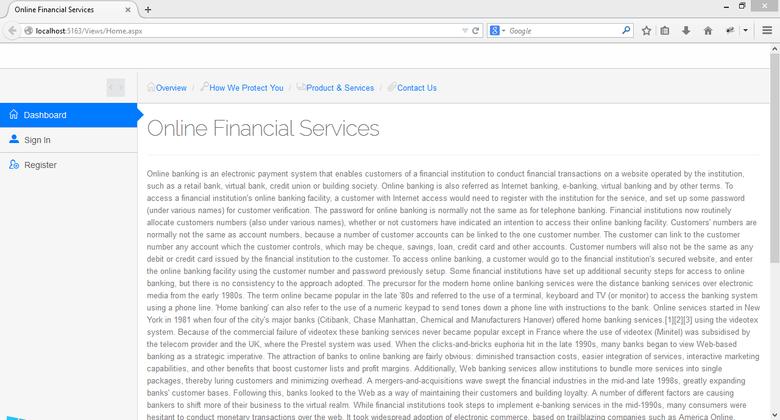 Online Financial Services
localhost:5163/Views/Home.aspx
Google
Overview / How We Protect You / Product & Services / Contact Us
Dashboard
Sign In
Register
Online Financial Services
Online banking is an electronic payment system that enables customers of a financial institution to conduct financial transactions on a website operated by the institution,
such as a retail bank, virtual bank, credit union or building society. Online banking is also referred as Internet banking, e-banking, virtual banking and by other terms. To
access a financial institution's online banking facility, a customer with Internet access would need to register with the institution for the service, and set up some password
(under various names) for customer verification. The password for online banking is normally not the same as for telephone banking. Financial institutions now routinely
allocate customers numbers (also under various names), whether or not customers have indicated an intention to access their online banking facility. Customers' numbers are
normally not the same as account numbers, because a number of customer accounts can be linked to the one customer number. The customer can link to the customer
number any account which the customer controls, which may be cheque, savings, loan, credit card and other accounts. Customer numbers will also not be the same as any
debit or credit card issued by the financial institution to the customer. To access online banking, a customer would go to the financial institution's secured website, and enter
the online banking facility using the customer number and password previously setup. Some financial institutions have set up additional security steps for access to online
banking, but there is no consistency to the approach adopted. The precursor for the modern home online banking services were the distance banking services over electronic
media from the early 1980s. The term online became popular in the late '80s and referred to the use of a terminal, keyboard and TV (or monitor) to access the banking system
using a phone line. 'Home banking' can also refer to the use of a numeric keypad to send tones down a phone line with instructions to the bank. Online services started in New
York in 1981 when four of the city's major banks (Citibank, Chase Manhattan, Chemical and Manufacturers Hanover) offered home banking services.[1][2][3] using the videotex
system. Because of the commercial failure of videotex these banking services never became popular except in France where the use of videotex (Minitel) was subsidised by
the telecom provider and the UK, where the Prestel system was used. When the clicks-and-bricks euphoria hit in the late 1990s, many banks began to view Web-based
banking as a strategic imperative. The attraction of banks to online banking are fairly obvious: diminished transaction costs, easier integration of services, interactive marketing
capabilities, and other benefits that boost customer lists and profit margins. Additionally, Web banking services allow institutions to bundle more services into single
packages, thereby luring customers and minimizing overhead. A mergers-and-acquisitions wave swept the financial industries in the mid-and late 1998s, greatly expanding
banks' customer bases. Following this, banks looked to the Web as a way of maintaining their customers and building loyalty. A number of different factors are causing
bankers to shift more of their business to the virtual realm. While financial institutions took steps to implement e-banking services in the mid-1990s, many consumers were
hesitant to conduct monetary transactions over the web. It took widespread adoption of electronic commerce, based on trailblazing companies such as America Online,